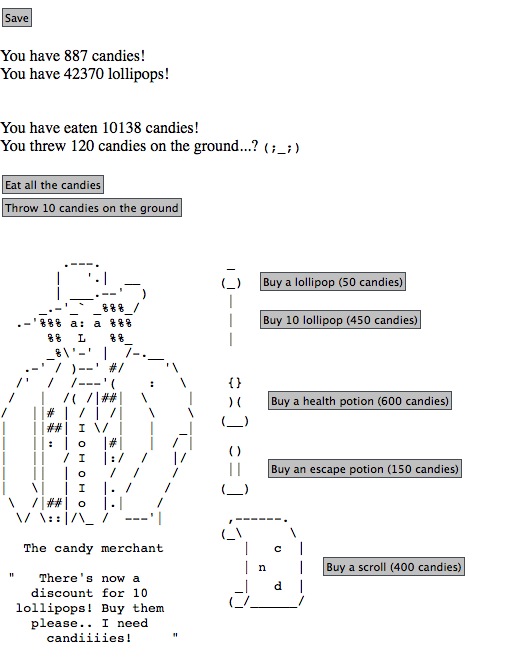 Save
You have 887 candies!
You have 42370 lollipops!
You have eaten 10138 candies!
You threw 120 candies on the ground...? (;_;)
Eat all the candies
Throw 10 candies on the ground
Buy a lollipop (50 candies)
Buy 10 lollipop (450 candies)
Buy a health potion (600 candies)
Buy an escape potion (150 candies)
c
n
d
Buy a scroll (400 candies)
The candy merchant
" There's now a
discount for 10
lollipops! Buy them
please.. I need
candiiiies! "